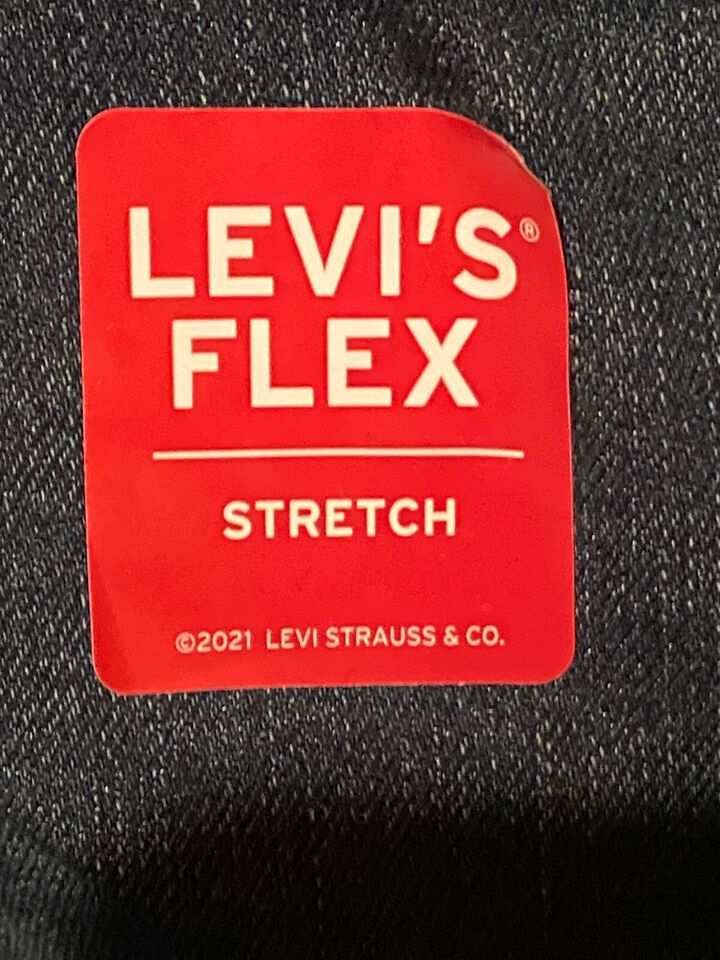 LEVI'S®
FLEX
STRETCH
©2021 LEVI STRAUSS & CO.